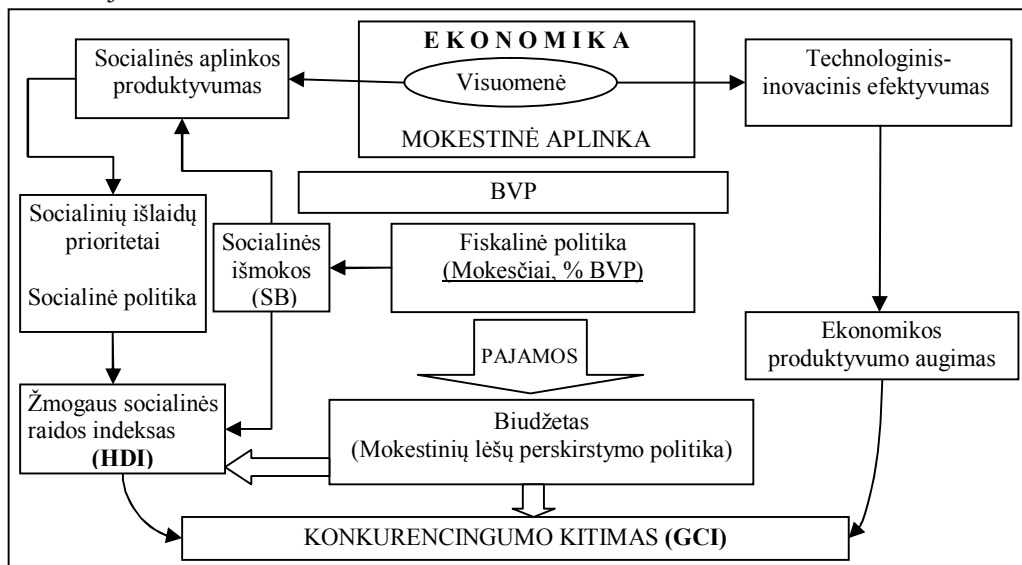 E K O N O M I K A
Visuomenė
MOKESTINĖ APLINKA
Socialinės aplinkos
produktyvumas
Technologinis-
inovacinis efektyvumas
BVP
Socialinių išlaidų
prioritetai
Socialinė politika
Socialinės
išmokos
(SB)
Fiskalinė politika
(Mokesčiai, % BVP)
PAJAMOS
Ekonomikos
produktyvumo augimas
Žmogaus socialinės
raidos indeksas
(HDI)
Biudžetas
(Mokestinių lėšų perskirstymo politika)
KONKURENCINGUMO KITIMAS (GCI)